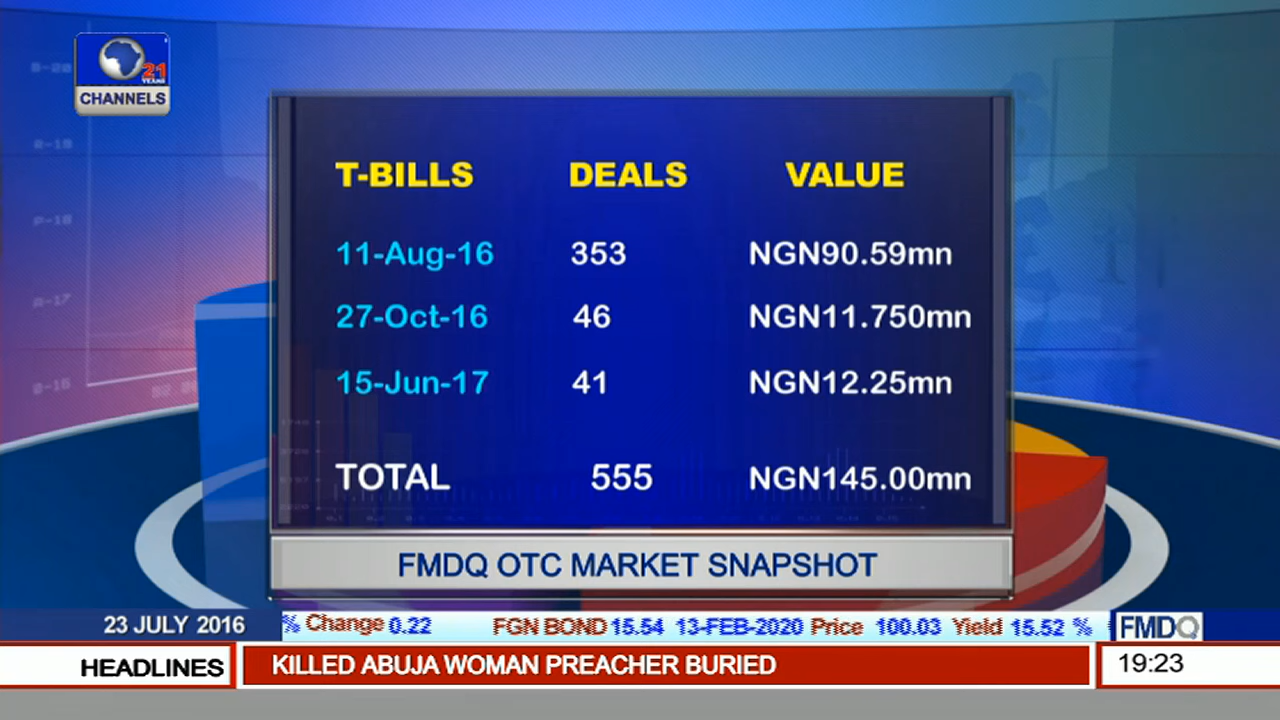 21
YEARS
CHANNELS
T-BILLS DEALS VALUE
11-Aug-16 353 NGN90.59mn
27-Oct-16 46 NGN11.750mn
15-Jun-17 41 NGN12.25mn
TOTAL 555 NGN145.00mn
FMDQ OTC MARKET SNAPSHOT
23 JULY 2016 % Change 0.22 FGN BOND 15.54 13-FEB-2020 Price 100.03 Yield 15.52 % FMDQ
HEADLINES KILLED ABUJA WOMAN PREACHER BURIED 19:23